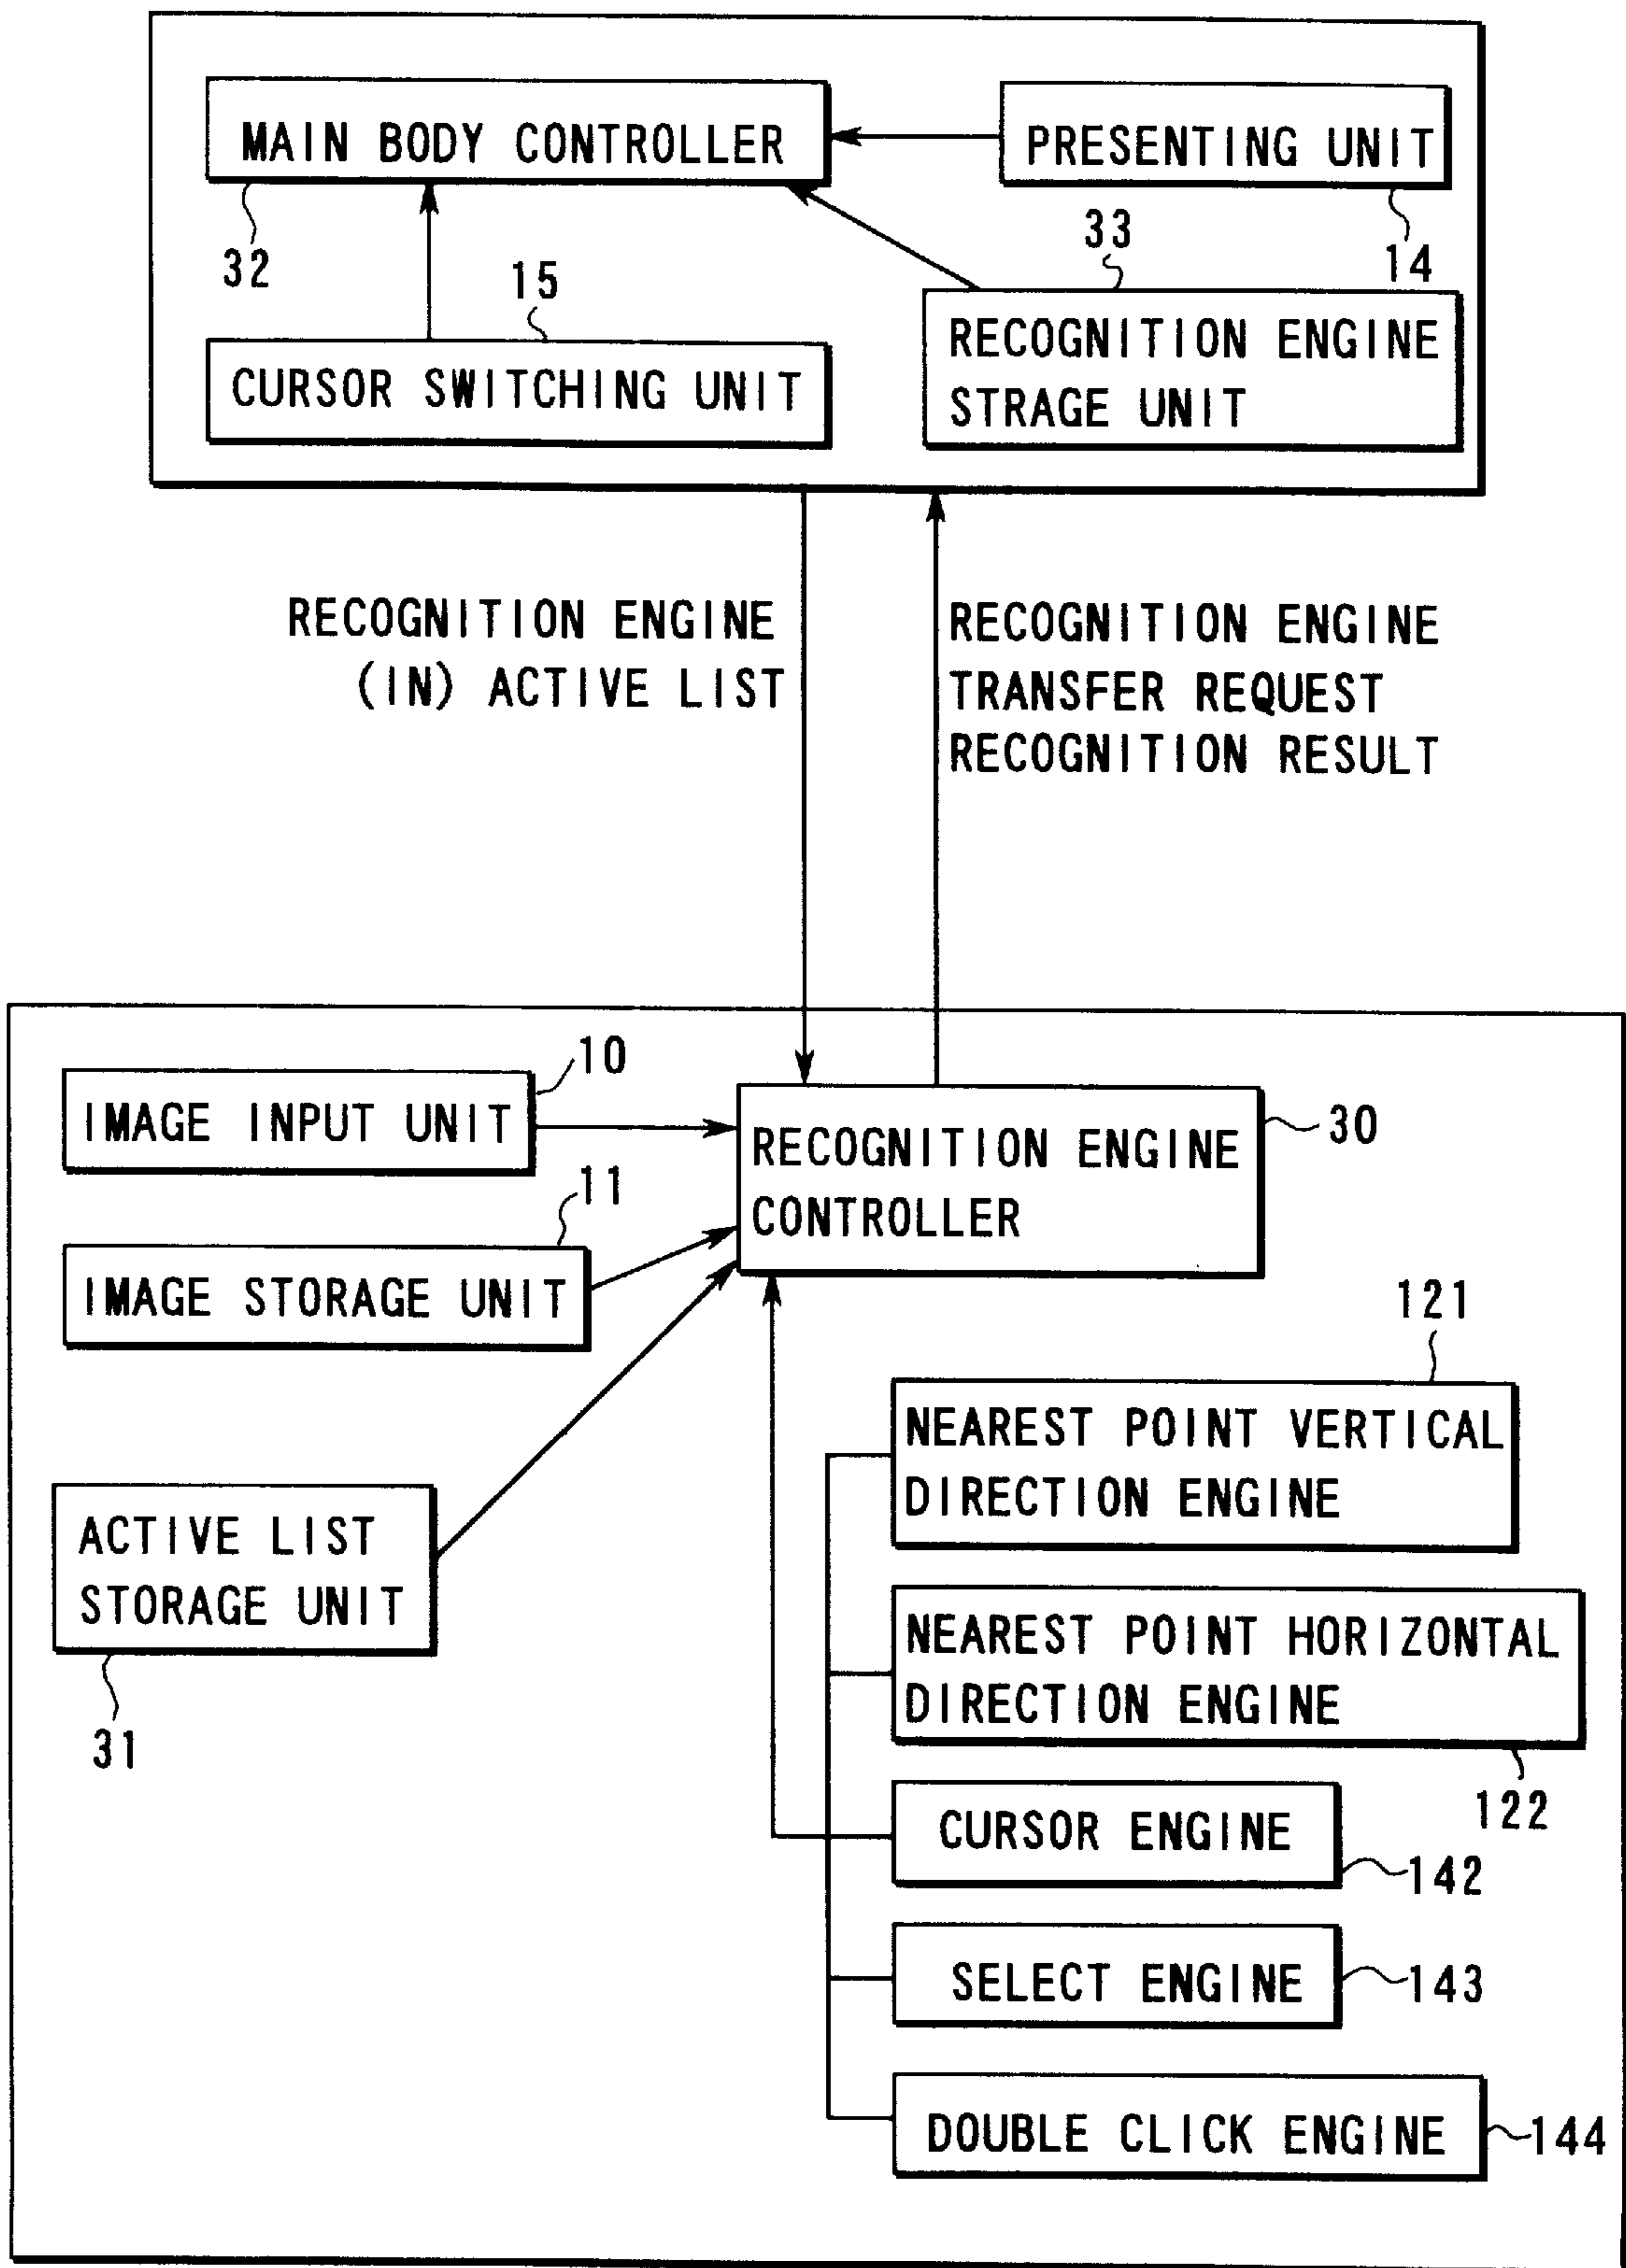 MAIN BODY CONTROLLER
PRESENTING UNIT
32
15
33
14
CURSOR SWITCHING UNIT
RECOGNITION ENGINE
STRAGE UNIT
RECOGNITION ENGINE
(IN) ACTIVE LIST
RECOGNITION ENGINE
TRANSFER REQUEST
RECOGNITION RESULT
10
IMAGE INPUT UNIT
RECOGNITION ENGINE
CONTROLLER
30
11
IMAGE STORAGE UNIT
121
NEAREST POINT VERTICAL
DIRECTION ENGINE
ACTIVE LIST
STORAGE UNIT
31
NEAREST POINT HORIZONTAL
DIRECTION ENGINE
122
CURSOR ENGINE
142
SELECT ENGINE
143
DOUBLE CLICK ENGINE
144